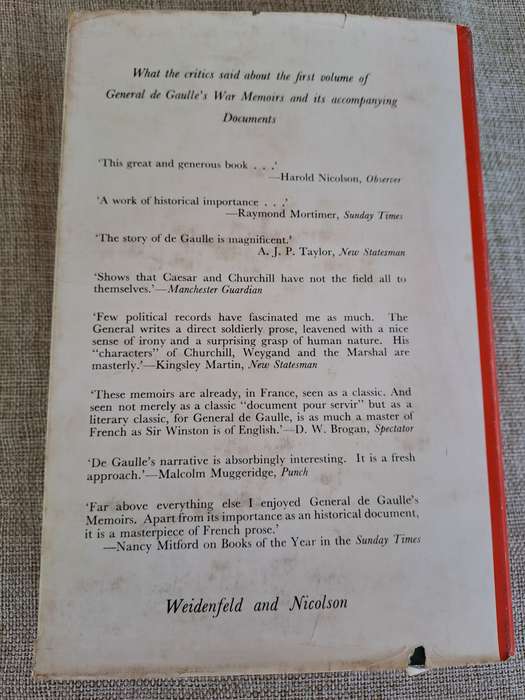 What the critics said about the first volume of
General de Gaulle's War Memoirs and its accompanying
Documents
'This great and generous book . . .'
—Harold Nicolson, Observer
'A work of historical importance . . .'
—Raymond Mortimer, Sunday Times
'The story of de Gaulle is magnificent.'
A. J. P. Taylor, New Statesman
'Shows that Caesar and Churchill have not the field all to
themselves.'—Manchester Guardian
'Few political records have fascinated me as much. The
General writes a direct soldierly prose, leavened with a nice
sense of irony and a surprising grasp of human nature. His
"characters" of Churchill, Weygand and the Marshal are
masterly.'—Kingsley Martin, New Statesman
'These memoirs are already, in France, seen as a classic. And
seen not merely as a classic "document pour servir" but as a
literary classic, for General de Gaulle, is as much a master of
French as Sir Winston is of English.'—D. W. Brogan, Spectator
'De Gaulle's narrative is absorbingly interesting. It is a fresh
approach.'—Malcolm Muggeridge, Punch
'Far above everything else I enjoyed General de Gaulle's
Memoirs. Apart from its importance as an historical document,
it is a masterpiece of French prose.'
—Nancy Mitford on Books of the Year in the Sunday Times
Weidenfeld and Nicolson